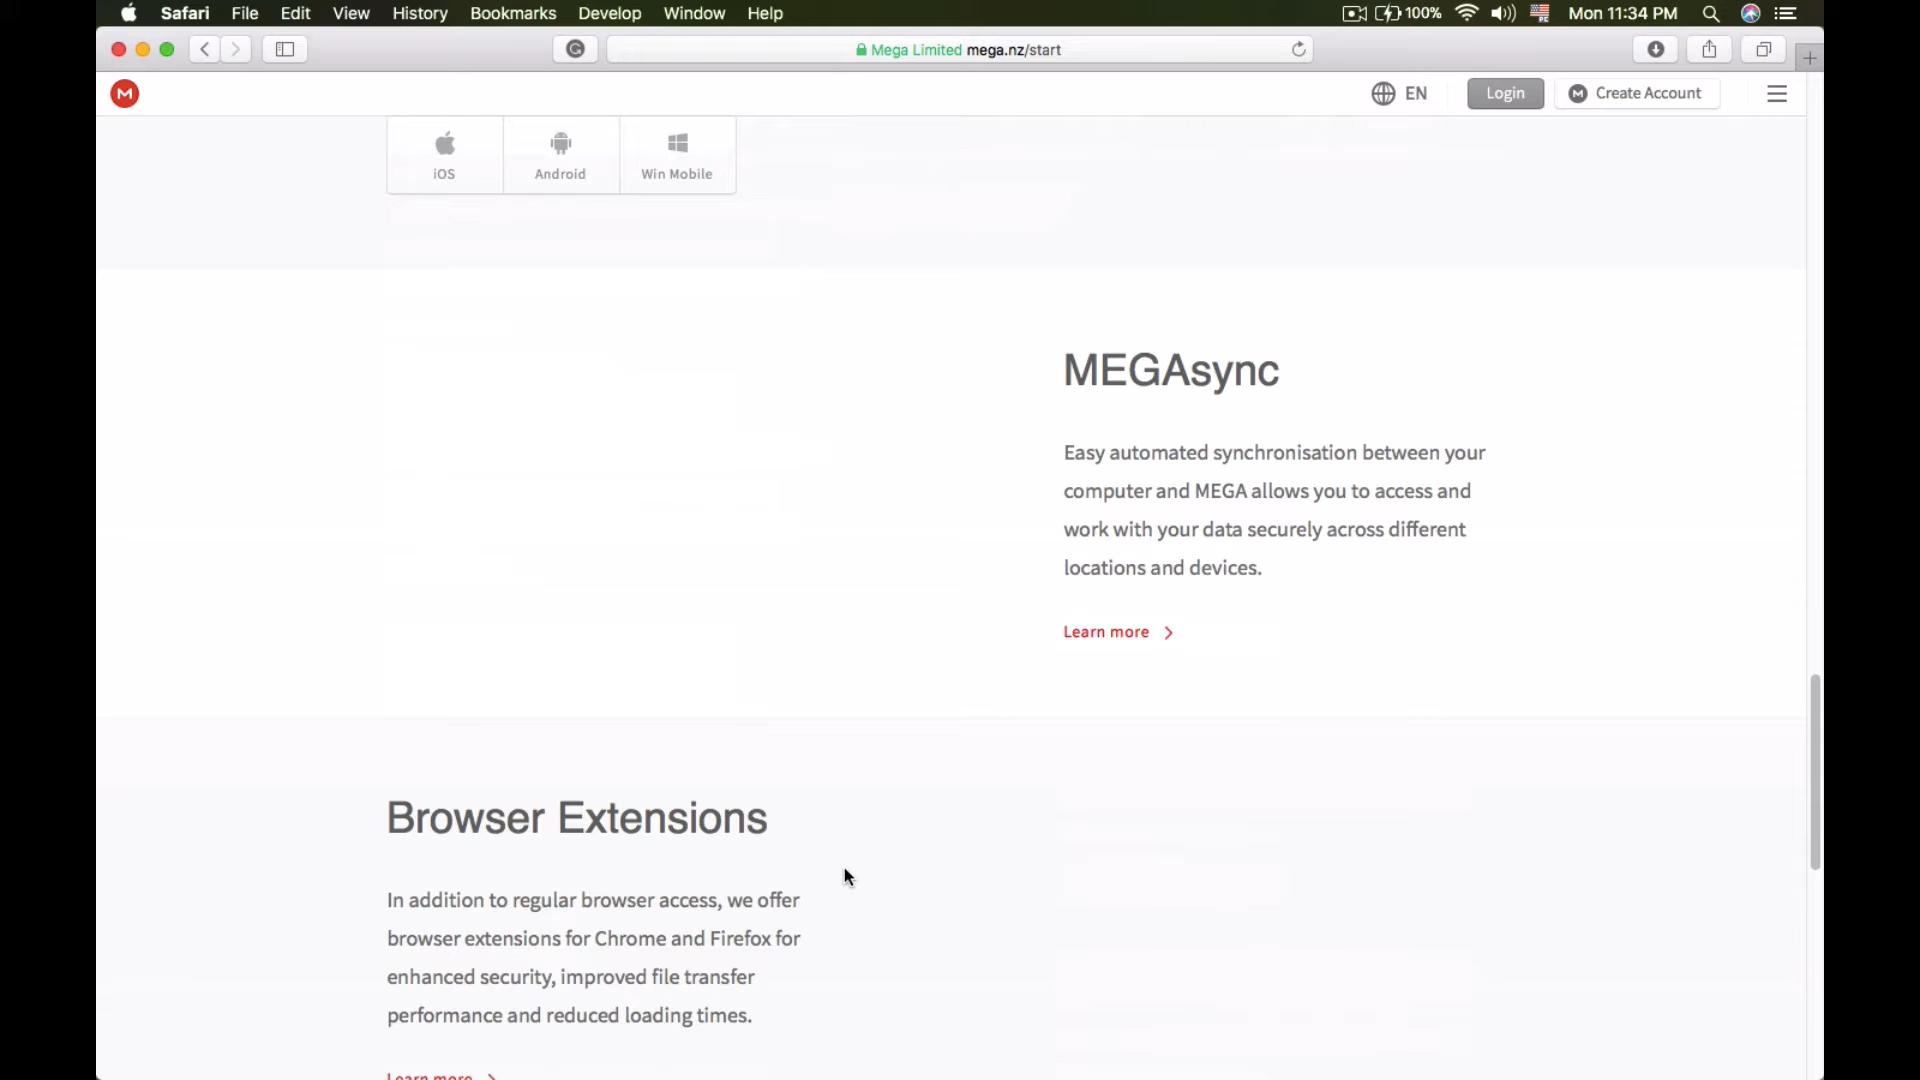 Safari File Edit View History Bookmarks Develop Window Help 100% Mon 11:34 PM
Mega Limited mega.nz/start
M EN Login M Create Account
iOS Android Win Mobile
MEGAsync
Easy automated synchronisation between your
computer and MEGA allows you to access and
work with your data securely across different
locations and devices.
Learn more
Browser Extensions
In addition to regular browser access, we offer
browser extensions for Chrome and Firefox for
enhanced security, improved file transfer
performance and reduced loading times.
Learn more